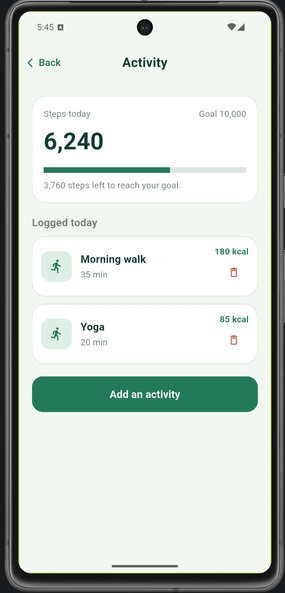 5:45
Back
Activity
Steps today
Goal 10,000
6,240
3,760 steps left to reach your goal.
Logged today
Morning walk
180 kcal
35 min
Yoga
85 kcal
20 min
Add an activity